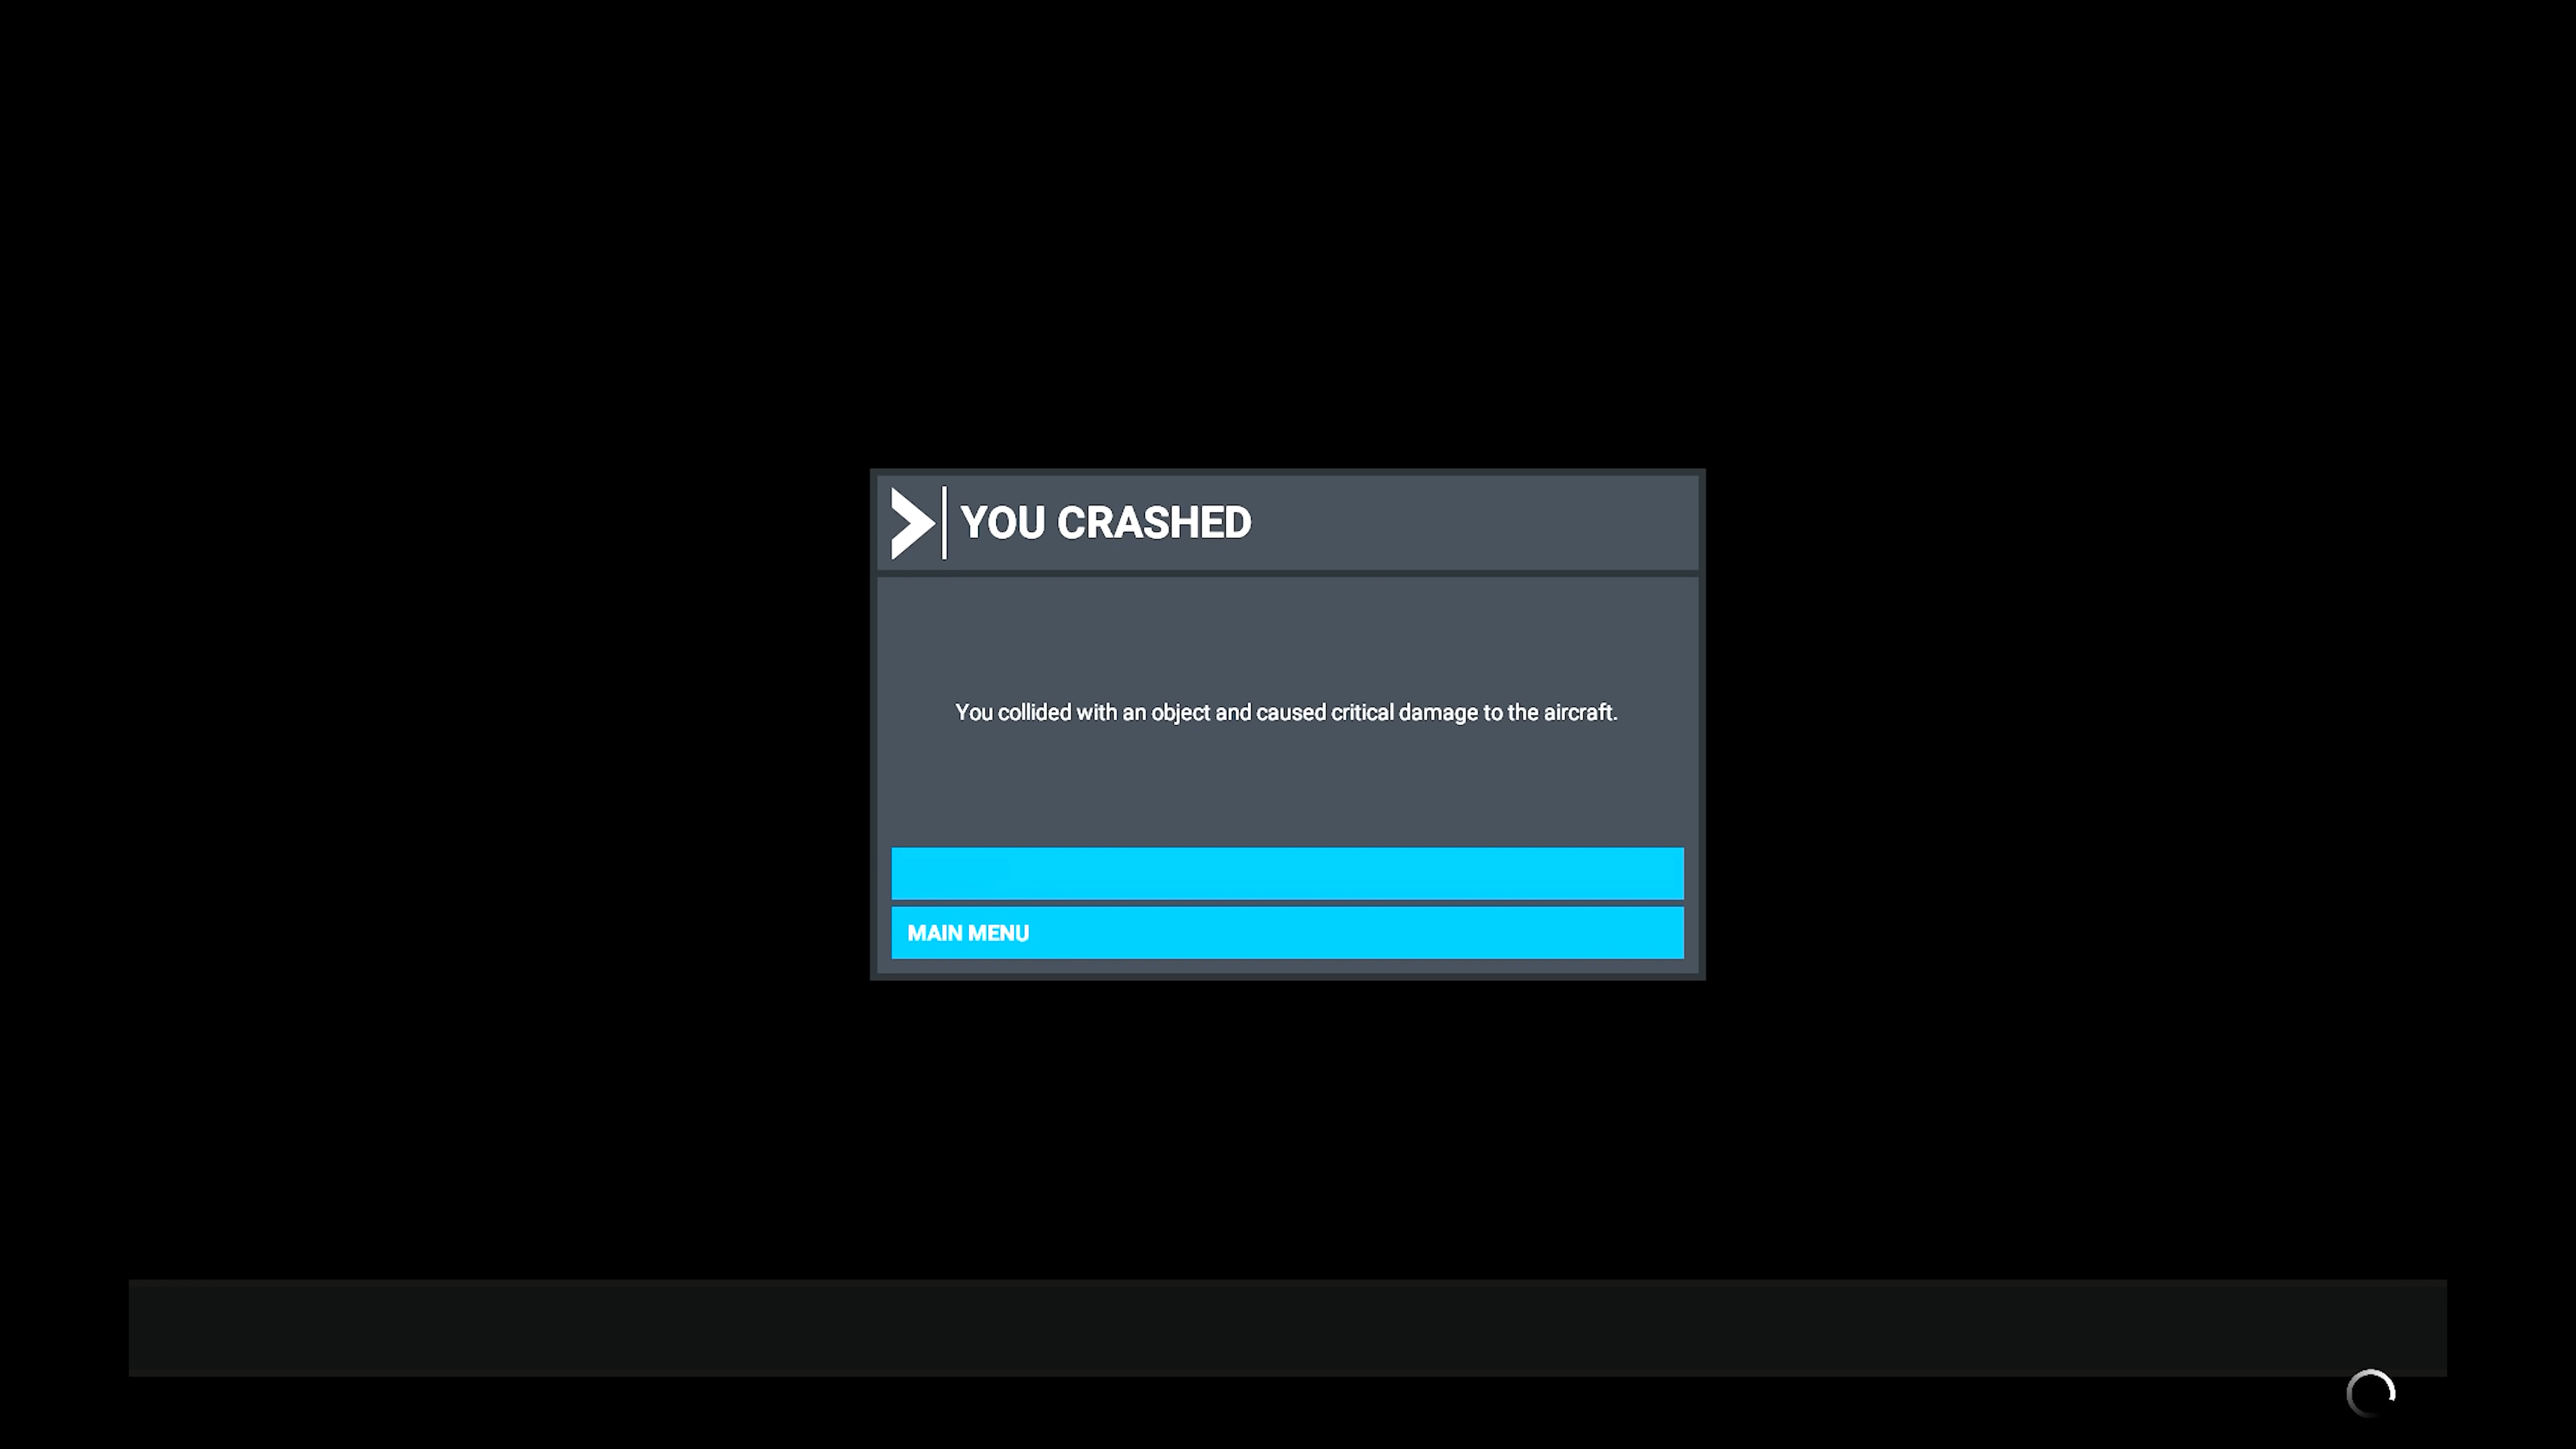 YOU CRASHED
You collided with an object and caused critical damage to the aircraft.
MAIN MENU